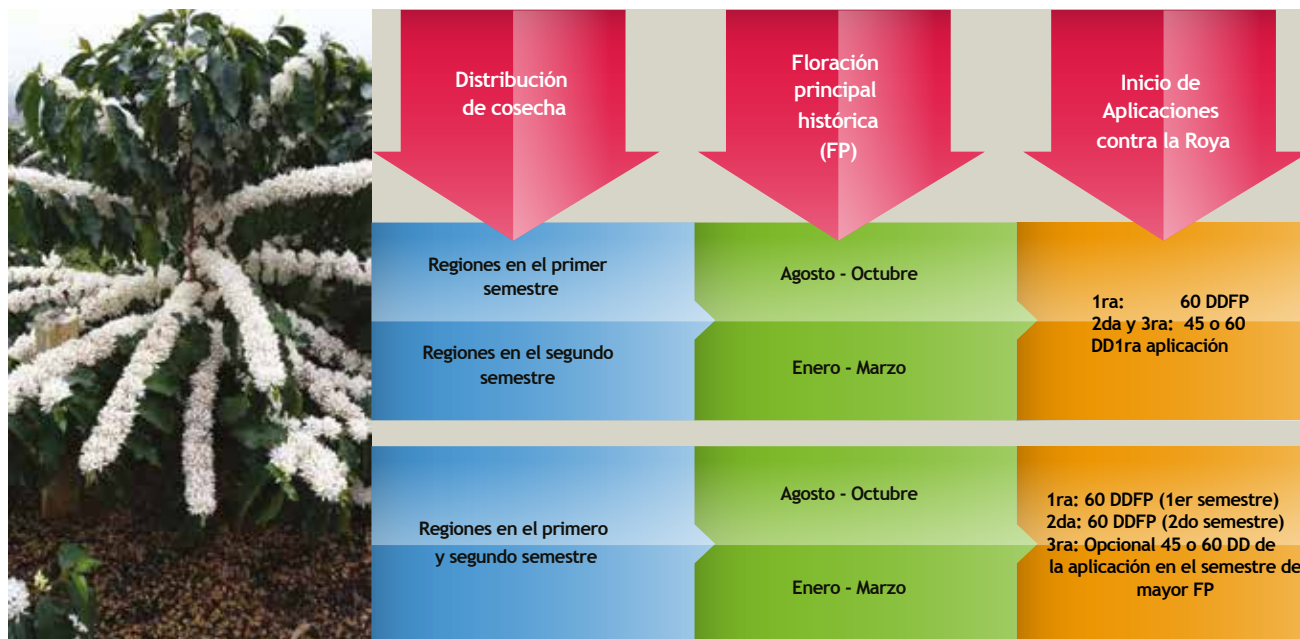 Distribución
de cosecha
Floración
principal
histórica
(FP)
Inicio de
Aplicaciones
contra la Roya
Regiones en el primer
semestre
Agosto - Octubre
1ra: 60 DDFP
2da y 3ra: 45 o 60
DD1ra aplicación
Regiones en el segundo
semestre
Enero - Marzo
Regiones en el primero
y segundo semestre
Agosto - Octubre
Enero - Marzo
1ra: 60 DDFP (1er semestre)
2da: 60 DDFP (2do semestre)
3ra: Opcional 45 o 60 DD de
la aplicación en el semestre de
mayor FP